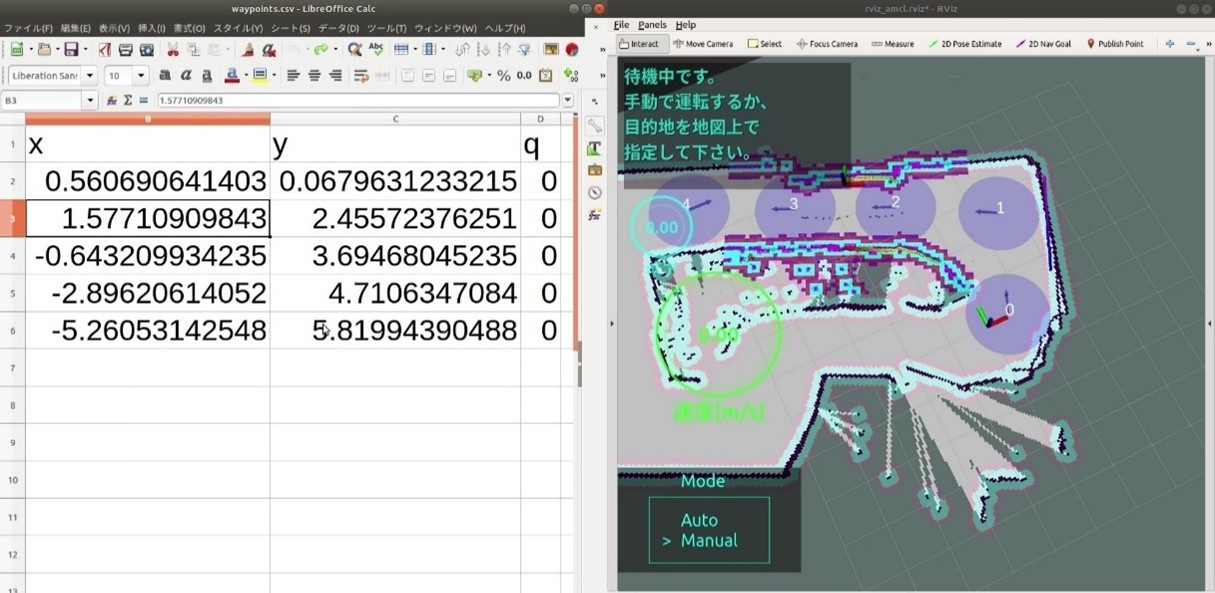 waypoints.csv - LibreOffice Calc
ファイル(F) 編集(E) 表示(V) 挿入(I) 書式(O) スタイル(Y) シート(S) データ(D) ツール(T) ウィンドウ(W) ヘルプ(H)
Liberation Sans 10
B3 1.57710909843
B C D
1 x y q
2 0.560690641403 0.0679631233215 0
3 1.57710909843 2.45572376251 0
4 -0.643209934235 3.69468045235 0
5 -2.89620614052 4.7106347084 0
6 -5.26053142548 5.81994390488 0
7
8
9
10
11
12
13
rviz_amcl.rviz* - RViz
File Panels Help
Interact Move Camera Select Focus Camera Measure 2D Pose Estimate 2D Nav Goal Publish Point
待機中です。
手動で運転するか、
目的地を地図上で
指定して下さい。
4 3 2 1
0.00
0
0.00
速度[m/s]
Mode
Auto
> Manual